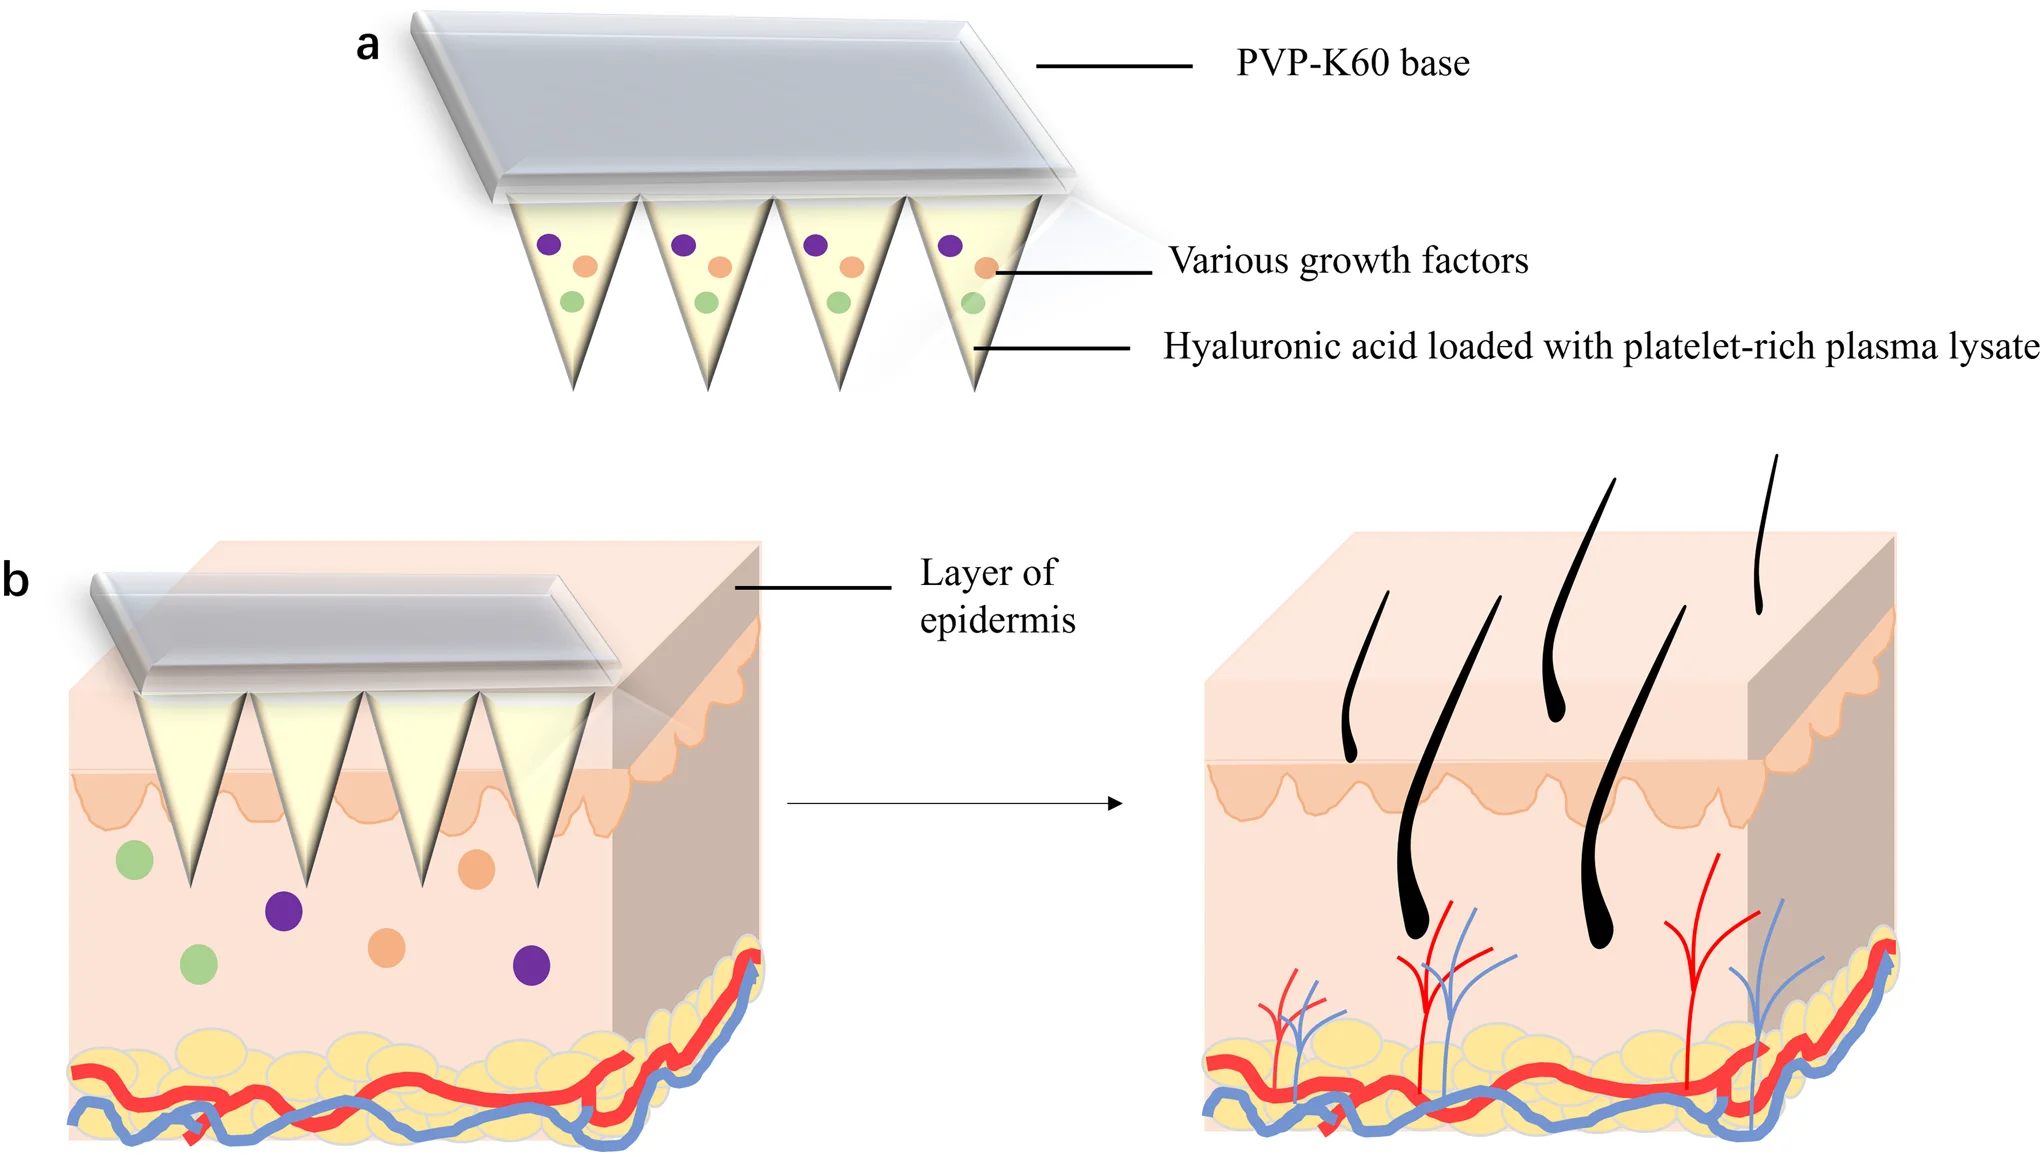 a
PVP-K60 base
Various growth factors
Hyaluronic acid loaded with platelet-rich plasma lysate
b
Layer of
epidermis